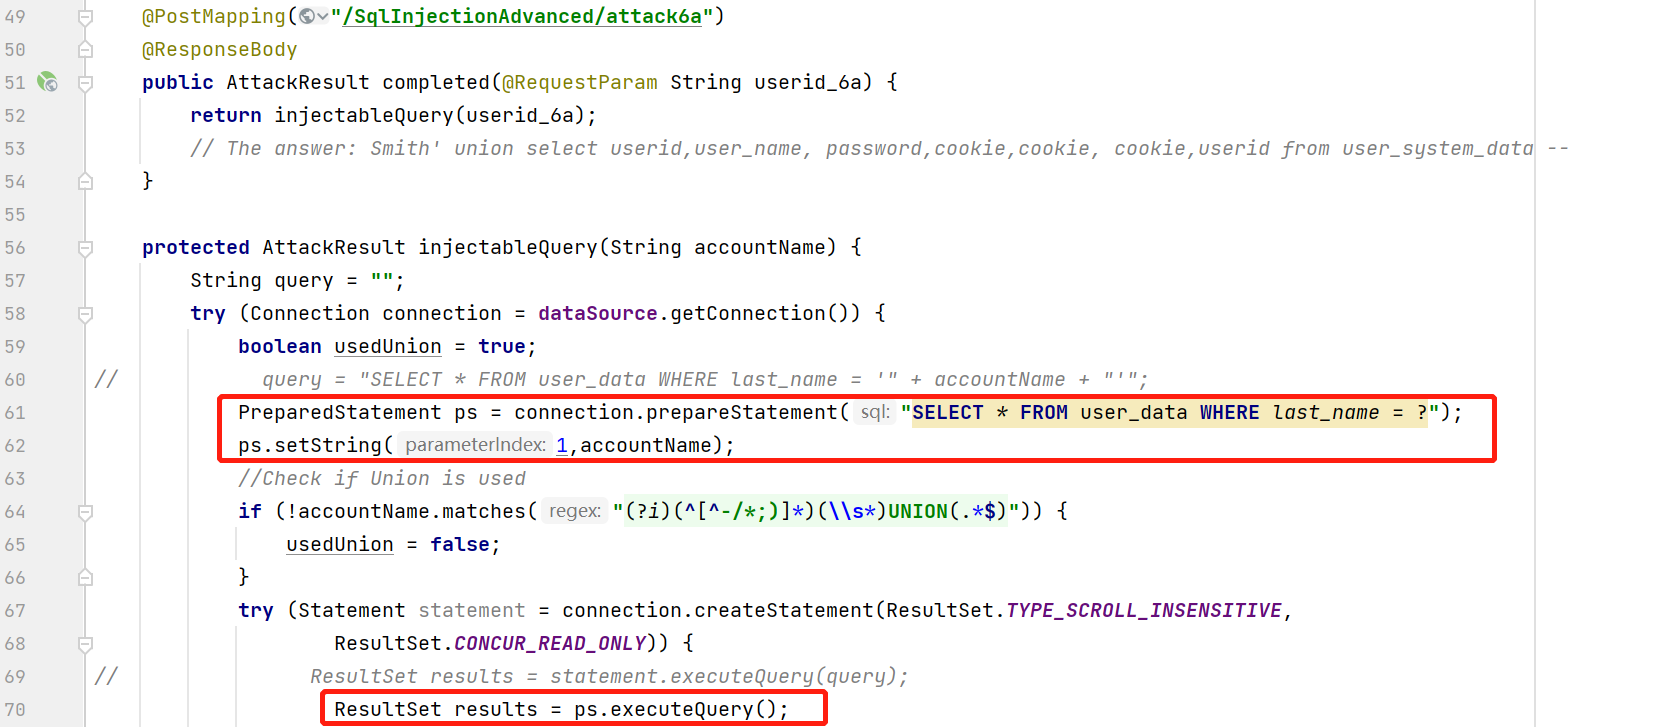 49 @PostMapping("/SqlInjectionAdvanced/attack6a")
50 @ResponseBody
51 public AttackResult completed(@RequestParam String userid_6a) {
52 return injectableQuery(userid_6a);
53 // The answer: Smith' union select userid,user_name, password,cookie,cookie, cookie,userid from user_system_data --
54 }
55
56 protected AttackResult injectableQuery(String accountName) {
57 String query = "";
58 try (Connection connection = dataSource.getConnection()) {
59 boolean usedUnion = true;
60 // query = "SELECT * FROM user_data WHERE last_name = '" + accountName + "'";
61 PreparedStatement ps = connection.prepareStatement( sql: "SELECT * FROM user_data WHERE last_name = ?");
62 ps.setString( parameterIndex: 1,accountName);
63 //Check if Union is used
64 if (!accountName.matches( regex: "(?i)(^[^-/*;)]*)(\\s*)UNION(.*$)")) {
65 usedUnion = false;
66 }
67 try (Statement statement = connection.createStatement(ResultSet.TYPE_SCROLL_INSENSITIVE,
68 ResultSet.CONCUR_READ_ONLY)) {
69 // ResultSet results = statement.executeQuery(query);
70 ResultSet results = ps.executeQuery();